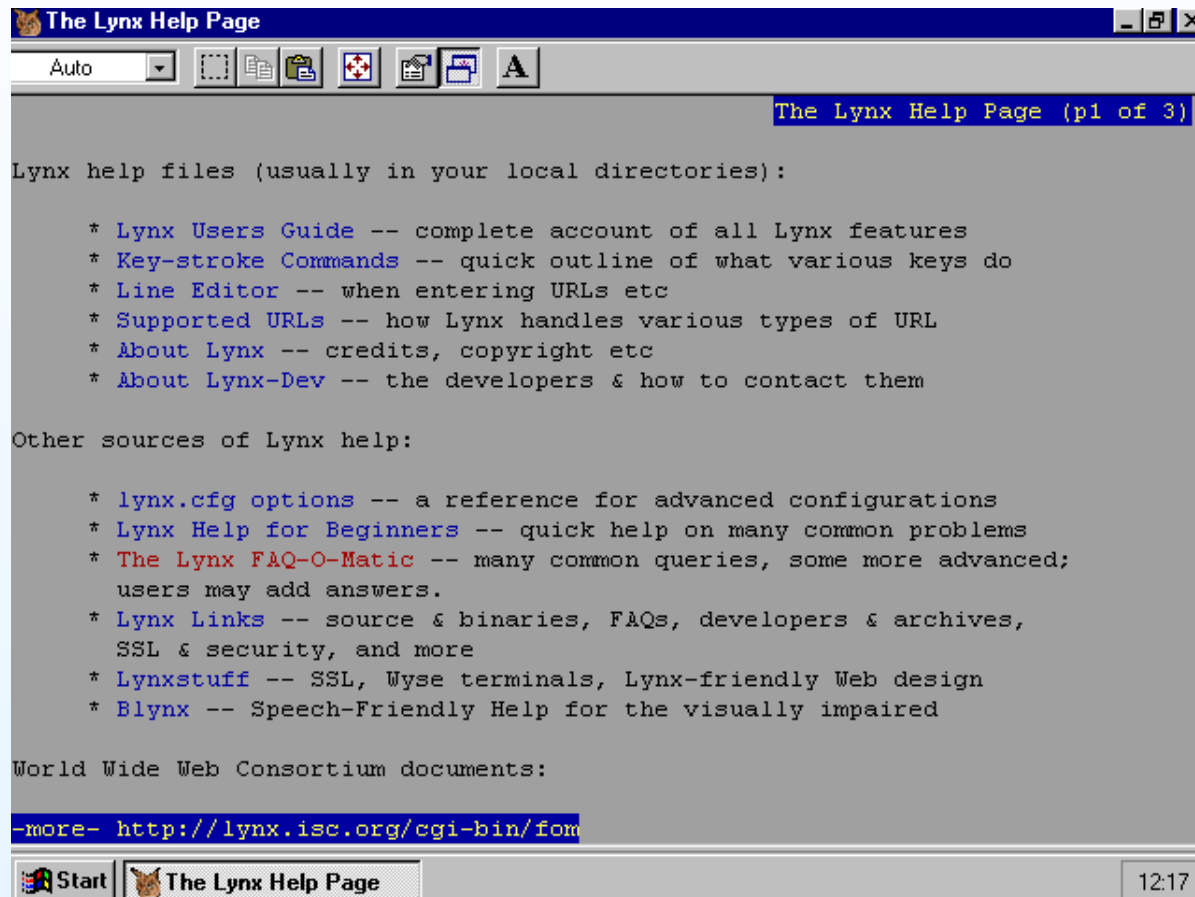 The Lynx Help Page
Auto
A
The Lynx Help Page (p1 of 3)
Lynx help files (usually in your local directories):
* Lynx Users Guide -- complete account of all Lynx features
* Key-stroke Commands -- quick outline of what various keys do
* Line Editor -- when entering URLs etc
* Supported URLs -- how Lynx handles various types of URL
* About Lynx -- credits, copyright etc
* About Lynx-Dev -- the developers & how to contact them
Other sources of Lynx help:
* lynx.cfg options -- a reference for advanced configurations
* Lynx Help for Beginners -- quick help on many common problems
* The Lynx FAQ-O-Matic -- many common queries, some more advanced;
users may add answers.
* Lynx Links -- source & binaries, FAQs, developers & archives,
SSL & security, and more
* Lynxstuff -- SSL, Wyse terminals, Lynx-friendly Web design
* Blynx -- Speech-Friendly Help for the visually impaired
World Wide Web Consortium documents:
-more- http://lynx.isc.org/cgi-bin/fom
Start The Lynx Help Page 12:17